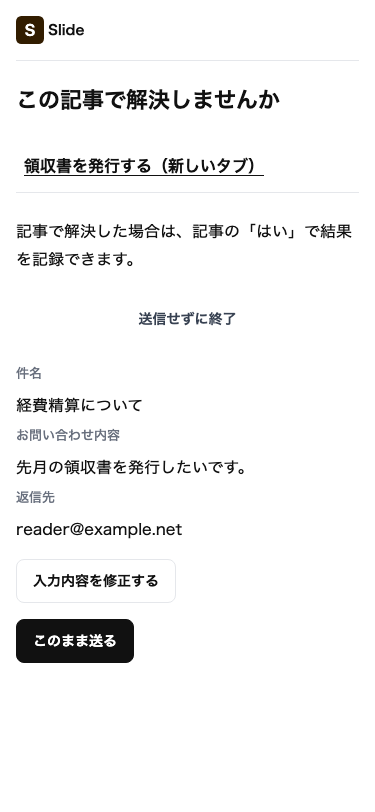 S Slide
この記事で解決しませんか
領収書を発行する（新しいタブ）
記事で解決した場合は、記事の「はい」で結果
を記録できます。
送信せずに終了
件名
経費精算について
お問い合わせ内容
先月の領収書を発行したいです。
返信先
reader@example.net
入力内容を修正する
このまま送る